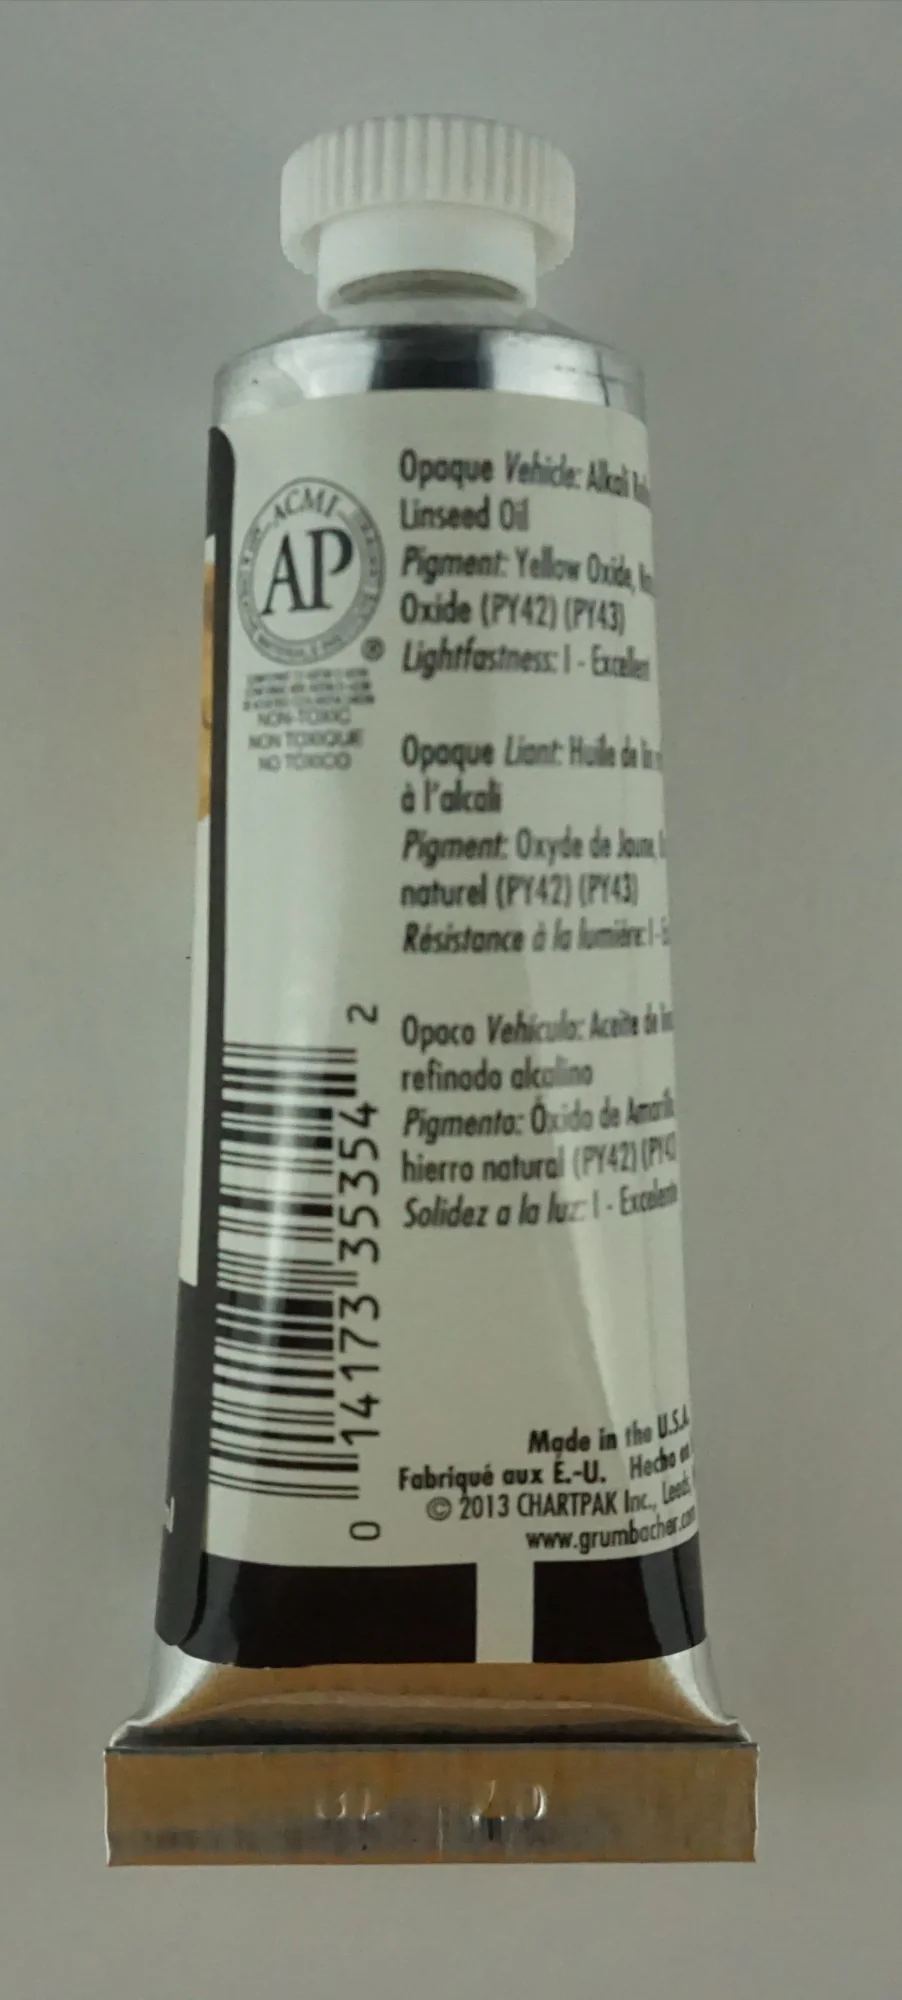 ACMI
AP
®
NON-TOXIC
NON TOXIQUE
NO TÓXICO
Opaque Vehicle: Alkali
Linseed Oil
Pigment: Yellow Oxide,
Oxide (PY42) (PY43)
Lightfastness: I - Excellent
Opaque Liant: Huile de lin
à l'alcali
Pigment: Oxyde de Jaune,
naturel (PY42) (PY43)
Résistance à la lumière: I -
Opaco Vehículo: Aceite de
refinado alcalino
Pigmento: Óxido de
hierro natural (PY42)
Solidez a la luz: I - Excelente
0 14173 35354 2
Made in the U.S.A.
Fabriqué aux É.-U. Hecho en
© 2013 CHARTPAK Inc., Leeds,
www.grumbacher.com